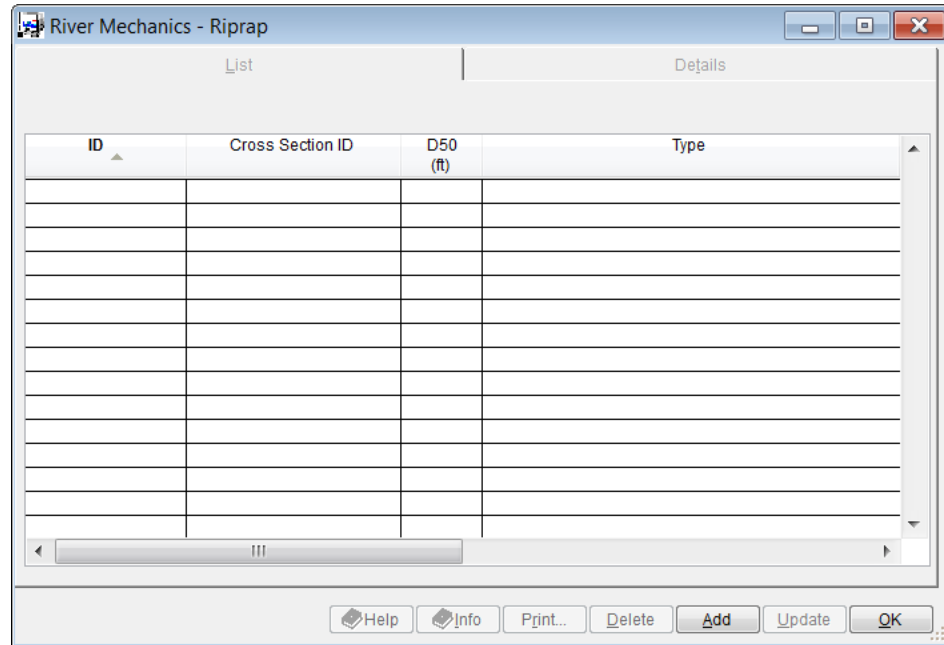 River Mechanics - Riprap
List Details
ID Cross Section ID D50 Type
(ft)
Help Info Print... Delete Add Update OK